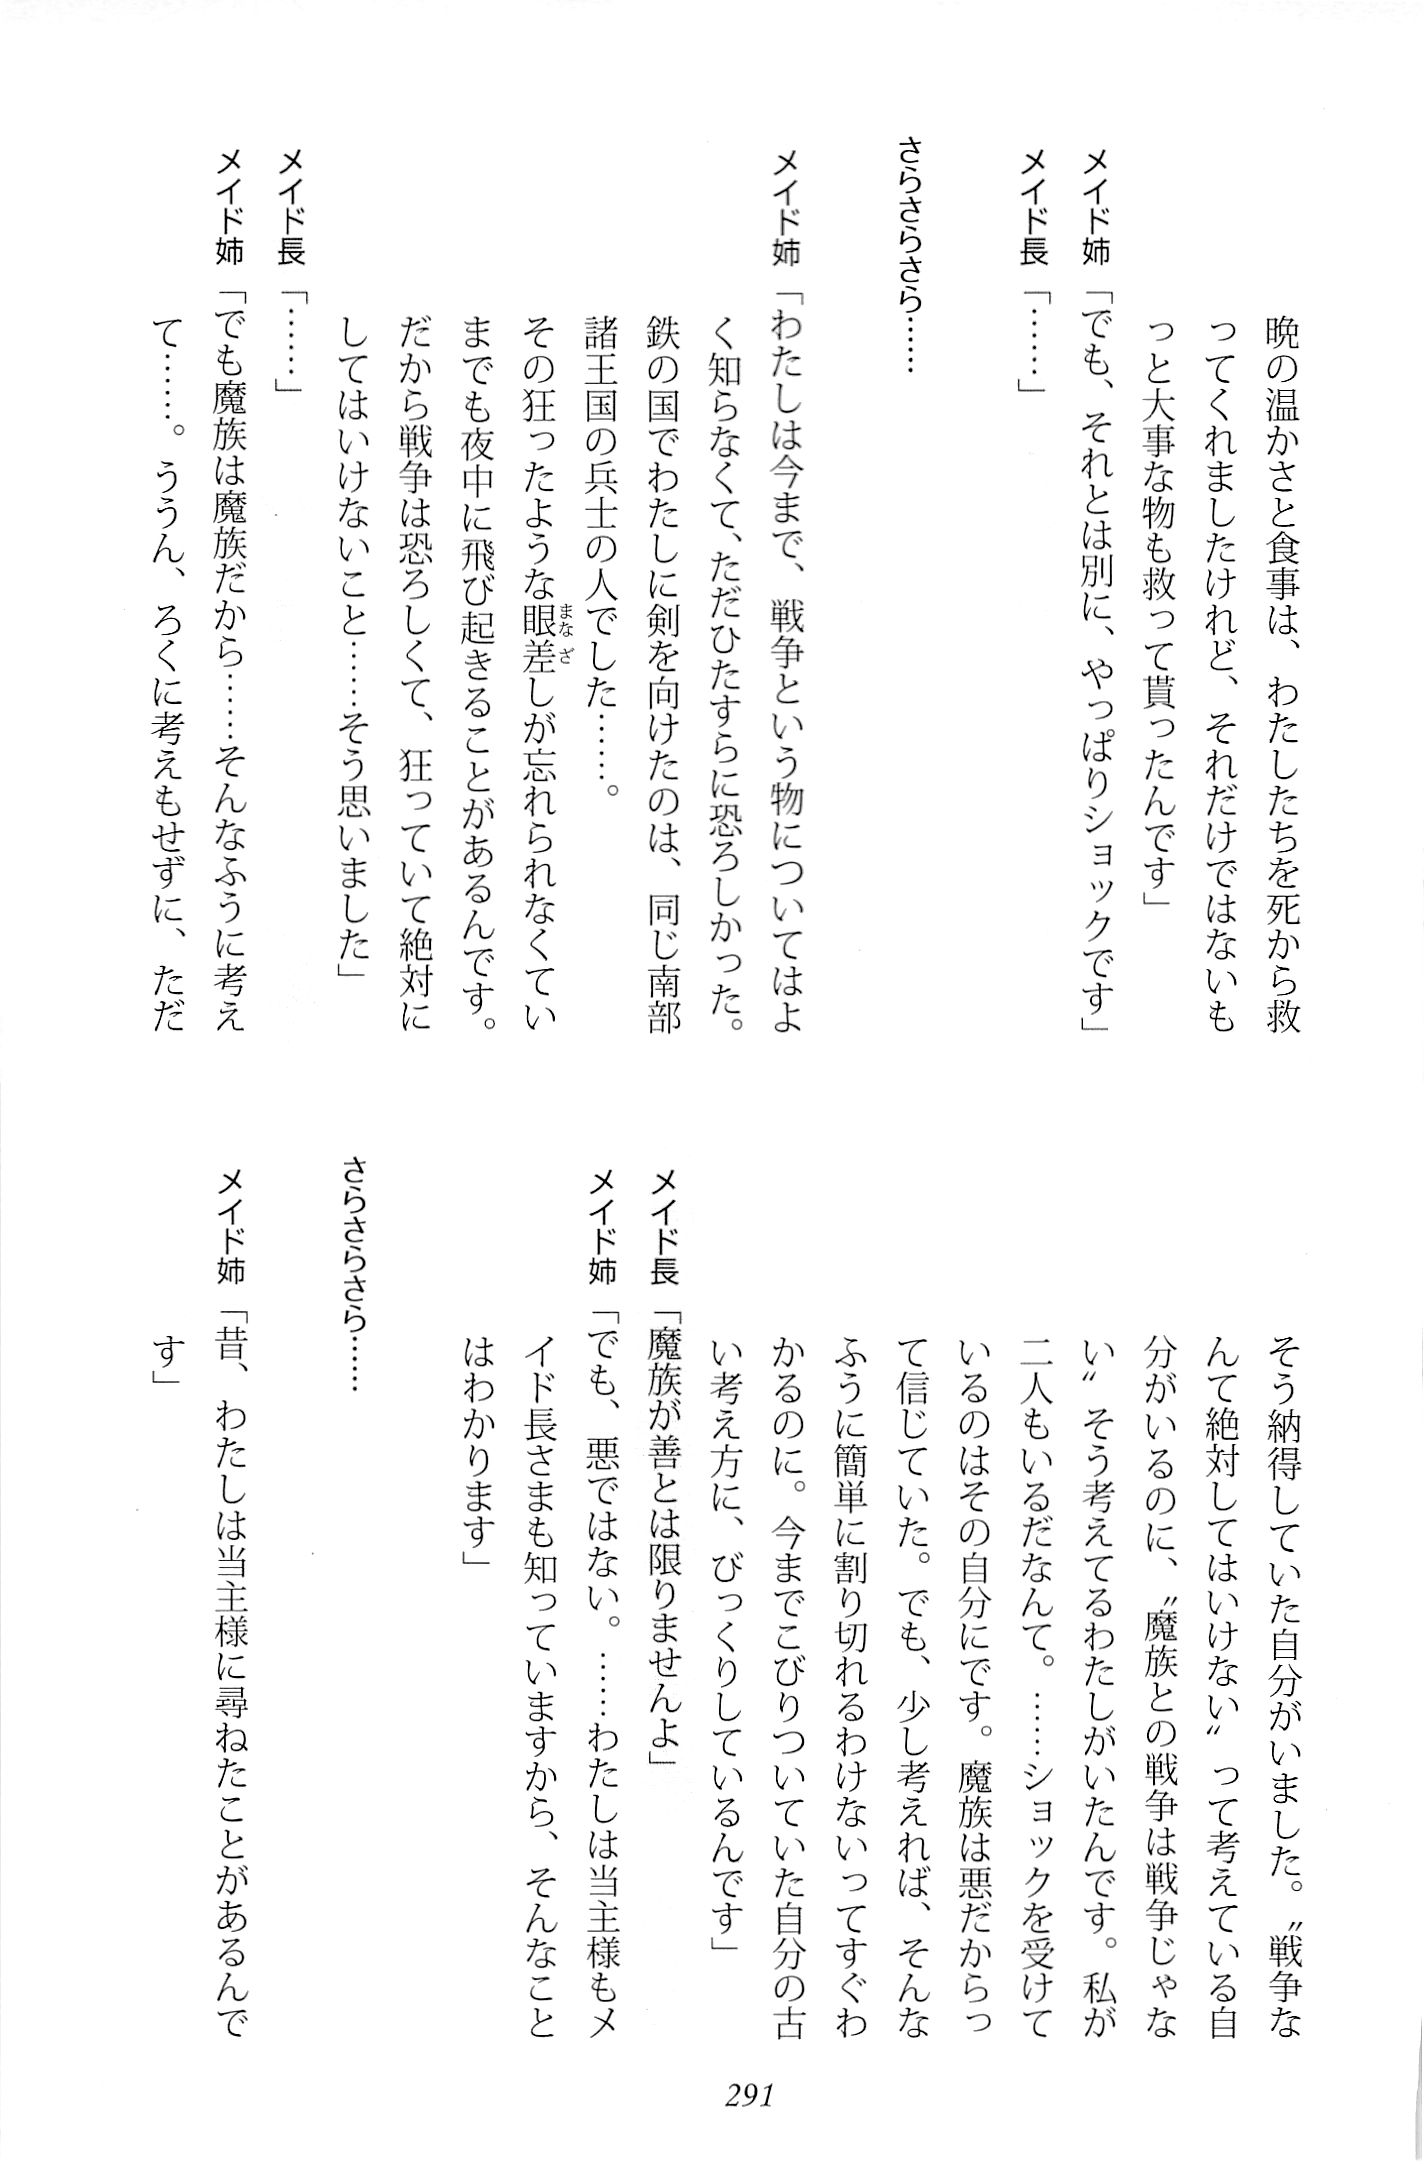 晩の温かさと食事は、わたしたちを死から救
ってくれましたけれど、それだけではないも
っと大事な物も救って貰ったんです」
メイド姉「でも、それとは別に、やっぱりショックです」
メイド長「……」
さらさらさら……
メイド姉「わたしは今まで、戦争という物についてはよ
く知らなくて、ただひたすらに恐ろしかった。
鉄の国でわたしに剣を向けたのは、同じ南部
諸王国の兵士の人でした……。
その狂ったような眼差しが忘れられなくてい
までも夜中に飛び起きることがあるんです。
だから戦争は恐ろしくて、狂っていて絶対に
してはいけないこと……そう思いました」
メイド長「……」
メイド姉「でも魔族は魔族だから……そんなふうに考え
て……。ううん、ろくに考えもせずに、ただ
そう納得していた自分がいました。〝戦争な
んて絶対してはいけない〟って考えている自
分がいるのに、〝魔族との戦争は戦争じゃな
い〟そう考えてるわたしがいたんです。私が
二人もいるだなんて。……ショックを受けて
いるのはその自分にです。魔族は悪だからっ
て信じていた。でも、少し考えれば、そんな
ふうに簡単に割り切れるわけないってすぐわ
かるのに。今までこびりついていた自分の古
い考え方に、びっくりしているんです」
メイド長「魔族が善とは限りませんよ」
メイド姉「でも、悪ではない。……わたしは当主様もメ
イド長さまも知っていますから、そんなこと
はわかります」
さらさらさら……
メイド姉「昔、わたしは当主様に尋ねたことがあるんで
す」
291